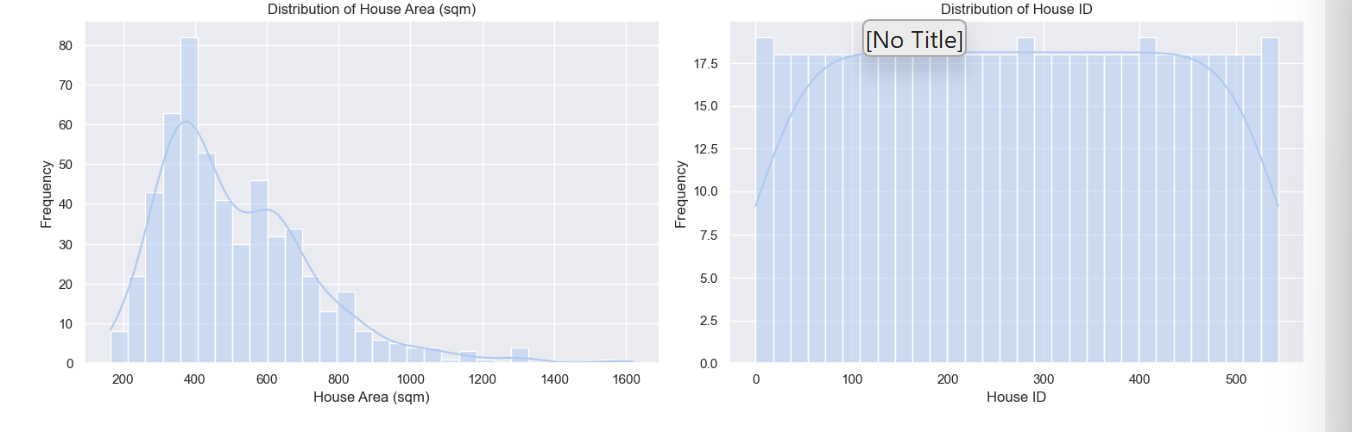 Distribution of House Area (sqm)
80
70
60
50
40
30
20
10
0
Frequency
200 400 600 800 1000 1200 1400 1600
House Area (sqm)
Distribution of House ID
[No Title]
17.5
15.0
12.5
10.0
7.5
5.0
2.5
0.0
Frequency
0 100 200 300 400 500
House ID